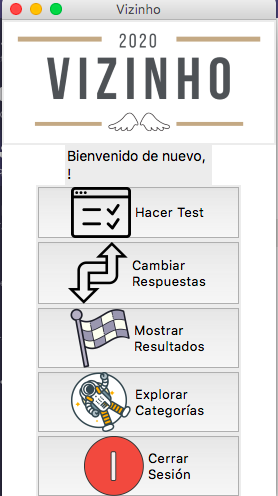 Vizinho
2020
VIZINHO
Bienvenido de nuevo,
!
Hacer Test
Cambiar
Respuestas
Mostrar
Resultados
Explorar
Categorías
Cerrar
Sesión